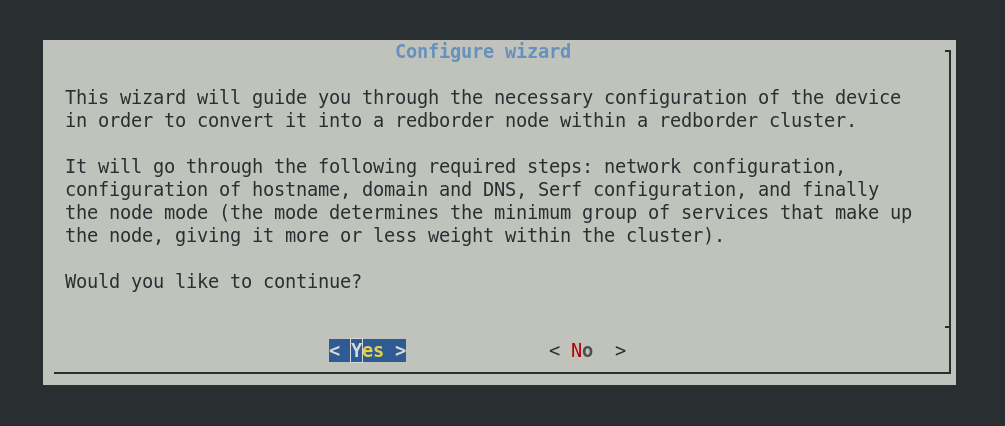 Configure wizard
This wizard will guide you through the necessary configuration of the device
in order to convert it into a redborder node within a redborder cluster.
It will go through the following required steps: network configuration,
configuration of hostname, domain and DNS, Serf configuration, and finally
the node mode (the mode determines the minimum group of services that make up
the node, giving it more or less weight within the cluster).
Would you like to continue?
< Yes > < No >